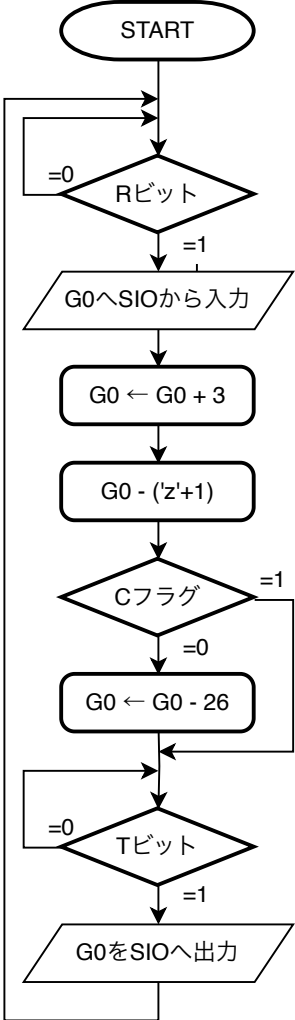 START
=0
Rビット
=1
G0へSIOから入力
G0 ← G0 + 3
G0 - ('z'+1)
Cフラグ
=1
=0
G0 ← G0 - 26
=0
Tビット
=1
G0をSIOへ出力